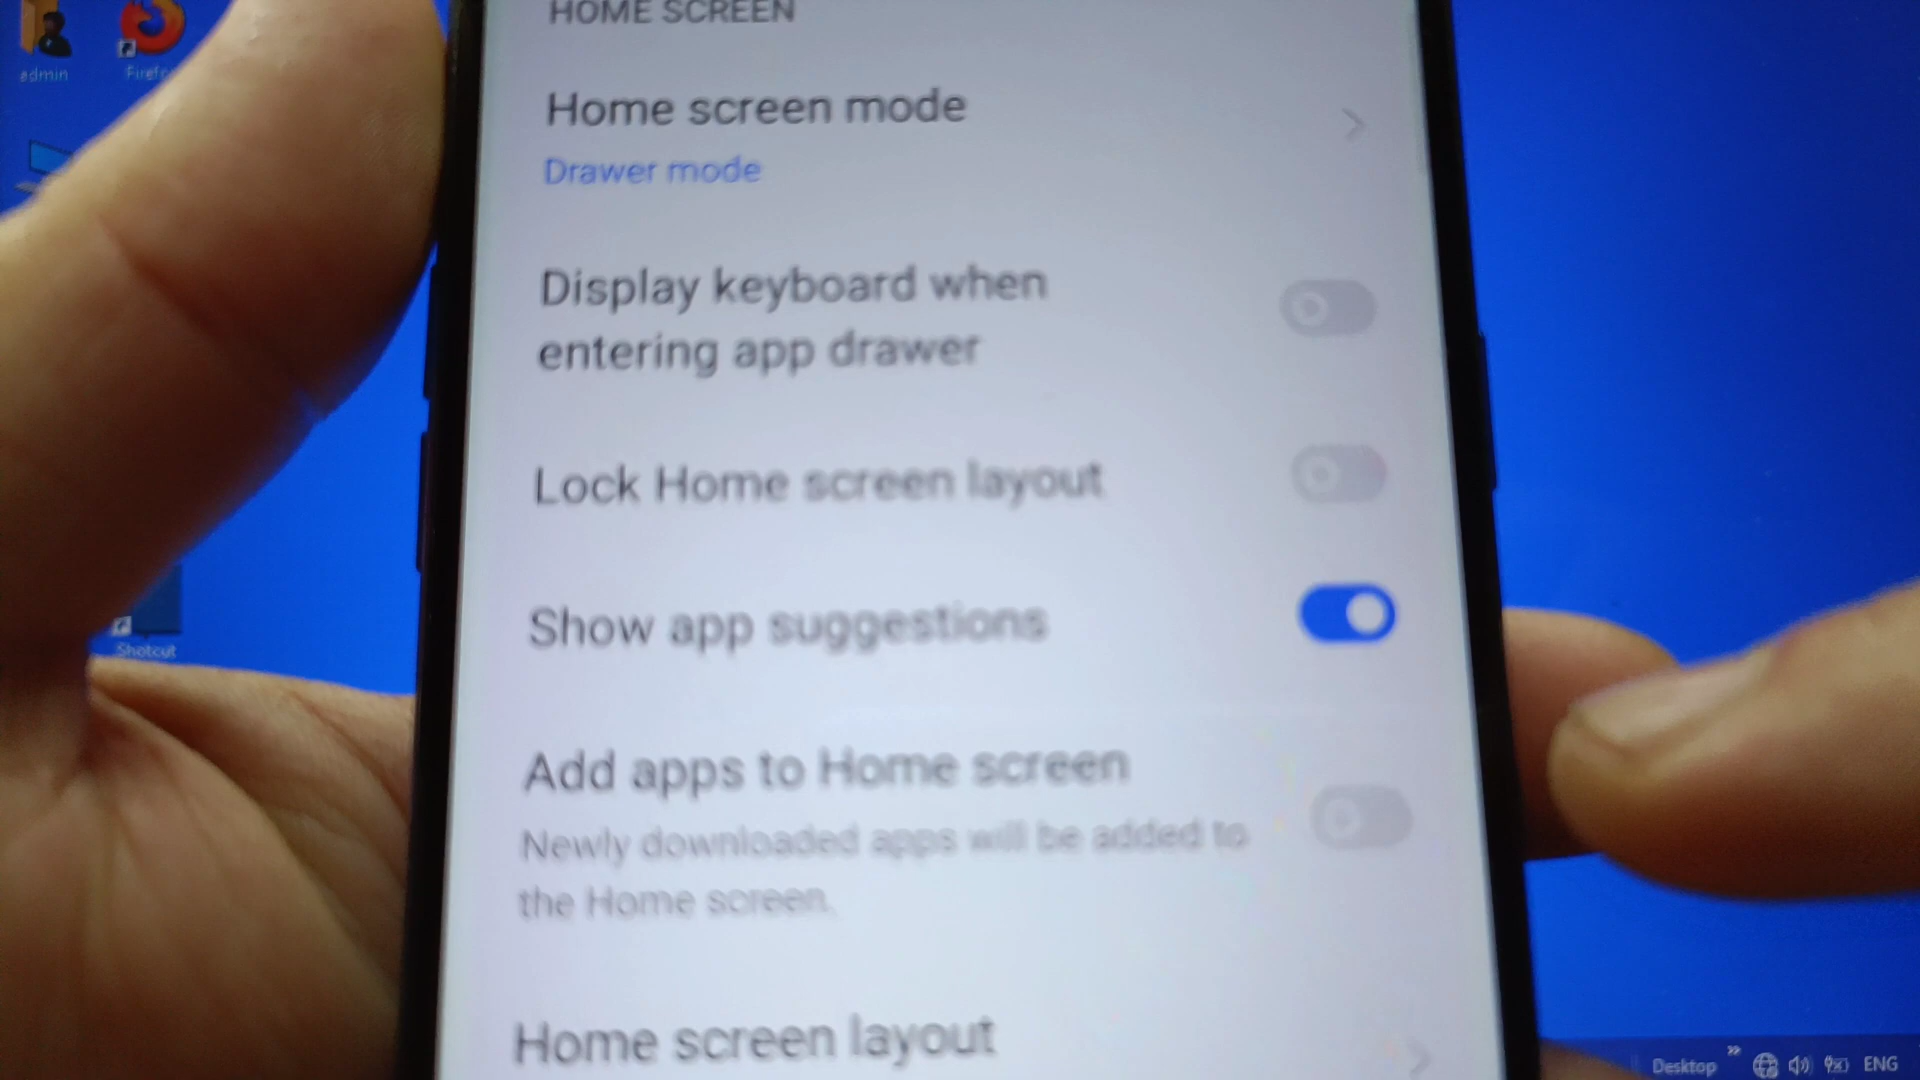 HOME SCREEN
Home screen mode
Drawer mode
Display keyboard when
entering app drawer
Lock Home screen layout
Show app suggestions
Add apps to Home screen
Newly downloaded apps will be added to
the Home screen.
Home screen layout
admin
Shotcut
Desktop
ENG